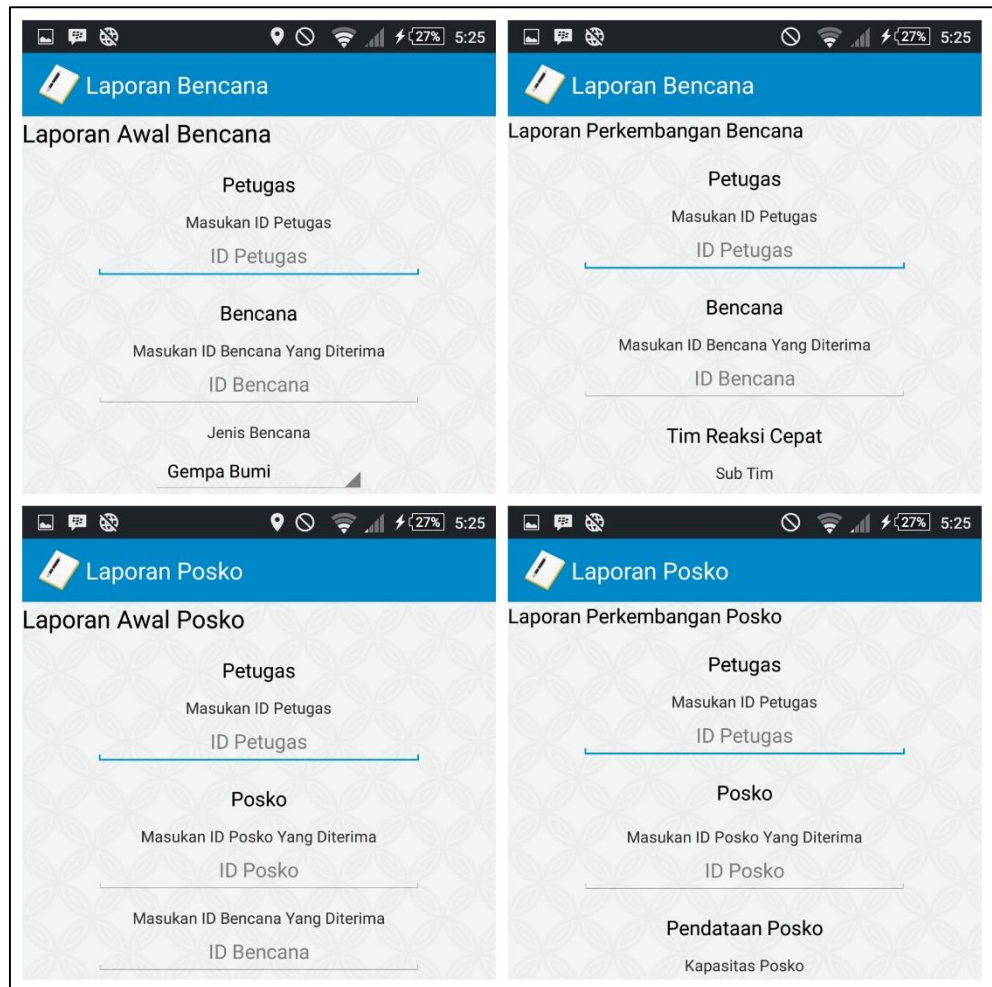 27% 5:25
Laporan Bencana
Laporan Awal Bencana
Petugas
Masukan ID Petugas
ID Petugas
Bencana
Masukan ID Bencana Yang Diterima
ID Bencana
Jenis Bencana
Gempa Bumi
27% 5:25
Laporan Bencana
Laporan Perkembangan Bencana
Petugas
Masukan ID Petugas
ID Petugas
Bencana
Masukan ID Bencana Yang Diterima
ID Bencana
Tim Reaksi Cepat
Sub Tim
27% 5:25
Laporan Posko
Laporan Awal Posko
Petugas
Masukan ID Petugas
ID Petugas
Posko
Masukan ID Posko Yang Diterima
ID Posko
Masukan ID Bencana Yang Diterima
ID Bencana
27% 5:25
Laporan Posko
Laporan Perkembangan Posko
Petugas
Masukan ID Petugas
ID Petugas
Posko
Masukan ID Posko Yang Diterima
ID Posko
Pendataan Posko
Kapasitas Posko